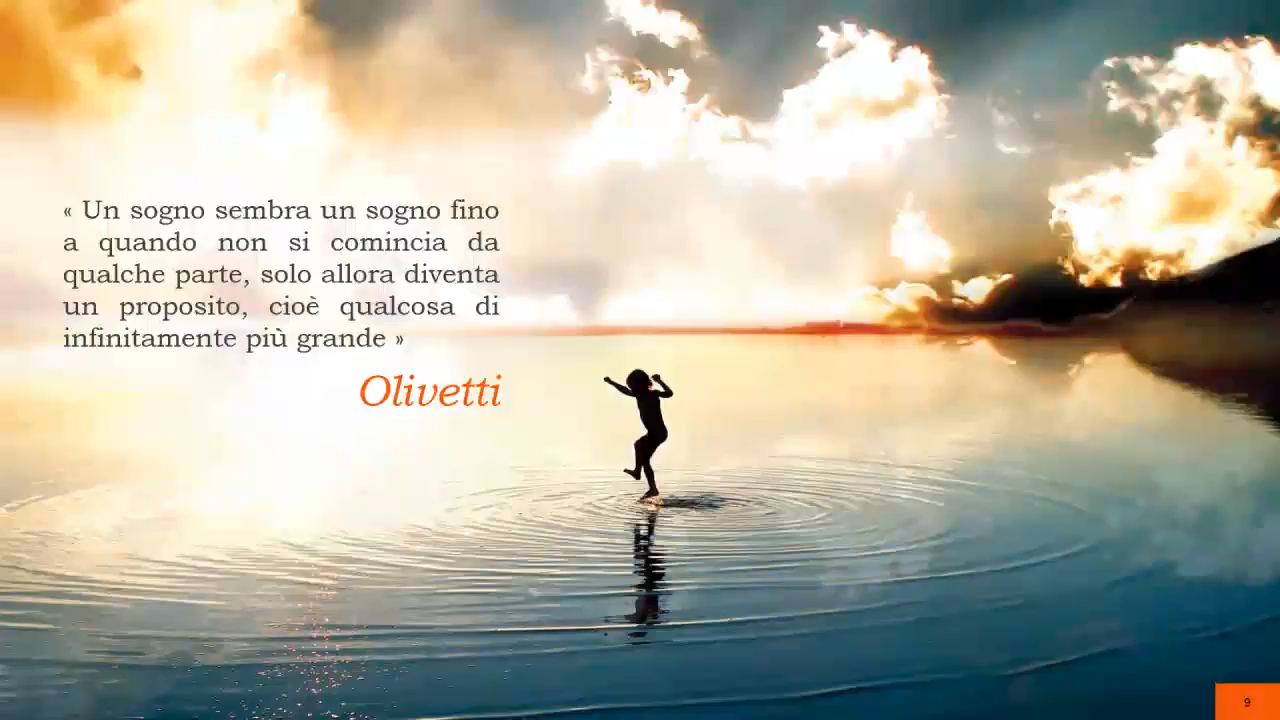 « Un sogno sembra un sogno fino
a quando non si comincia da
qualche parte, solo allora diventa
un proposito, cioè qualcosa di
infinitamente più grande »
Olivetti
9